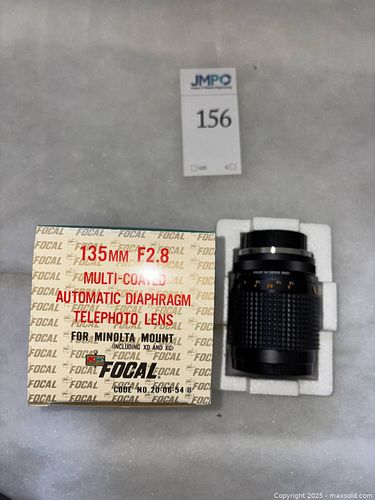 JMPO
156
135MM F2.8
MULTI-COATED
AUTOMATIC DIAPHRAGM
TELEPHOTO LENS
FOR MINOLTA MOUNT
(INCLUDING XD AND XG)
FOCAL
CODE NO. 20-06-54
Copyright © 2025 - maxsold.com